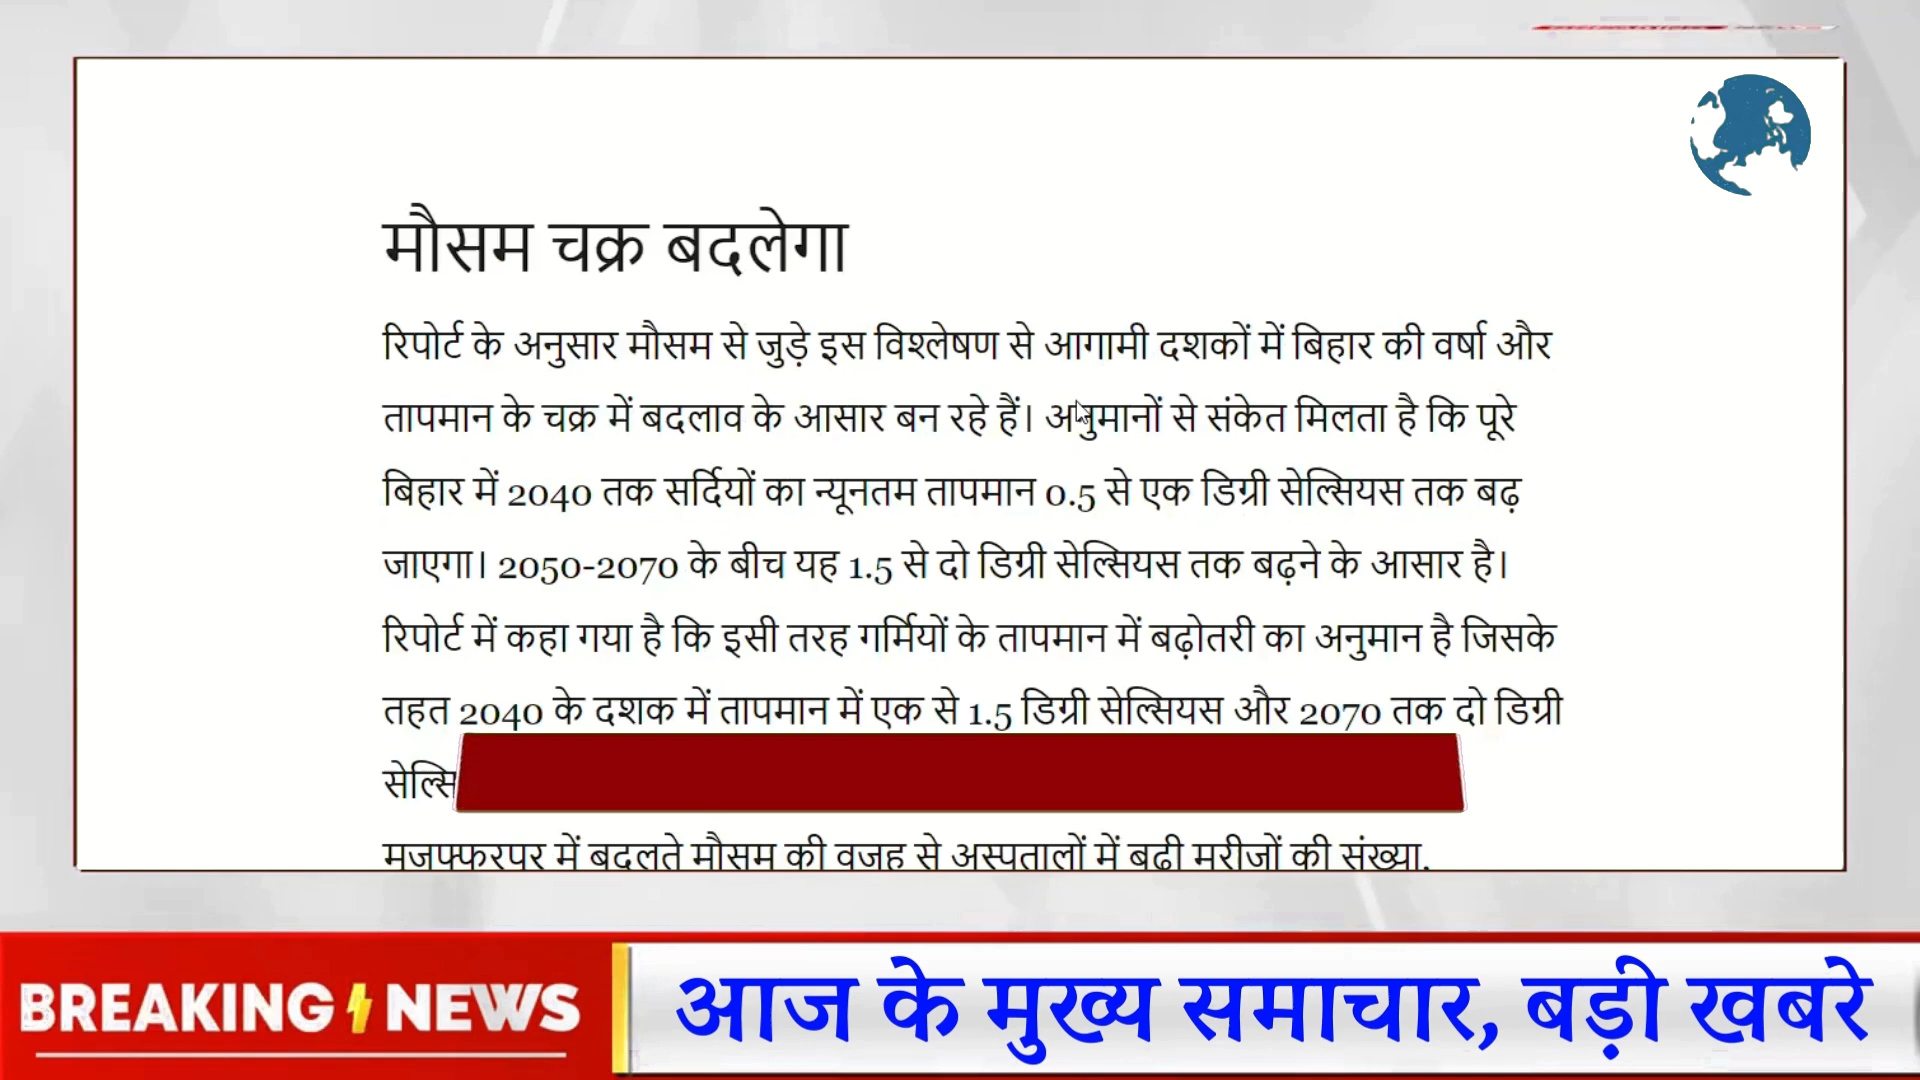 मौसम चक्र बदलेगा
रिपोर्ट के अनुसार मौसम से जुड़े इस विश्लेषण से आगामी दशकों में बिहार की वर्षा और
तापमान के चक्र में बदलाव के आसार बन रहे हैं। अनुमानों से संकेत मिलता है कि पूरे
बिहार में 2040 तक सर्दियों का न्यूनतम तापमान 0.5 से एक डिग्री सेल्सियस तक बढ़
जाएगा। 2050-2070 के बीच यह 1.5 से दो डिग्री सेल्सियस तक बढ़ने के आसार है।
रिपोर्ट में कहा गया है कि इसी तरह गर्मियों के तापमान में बढ़ोतरी का अनुमान है जिसके
तहत 2040 के दशक में तापमान में एक से 1.5 डिग्री सेल्सियस और 2070 तक दो डिग्री
में बदलते मौसम की वजह से अस्पतालों में बढ़ी मरीजों की संख्या,
BREAKING NEWS
आज के मुख्य समाचार, बड़ी खबरे